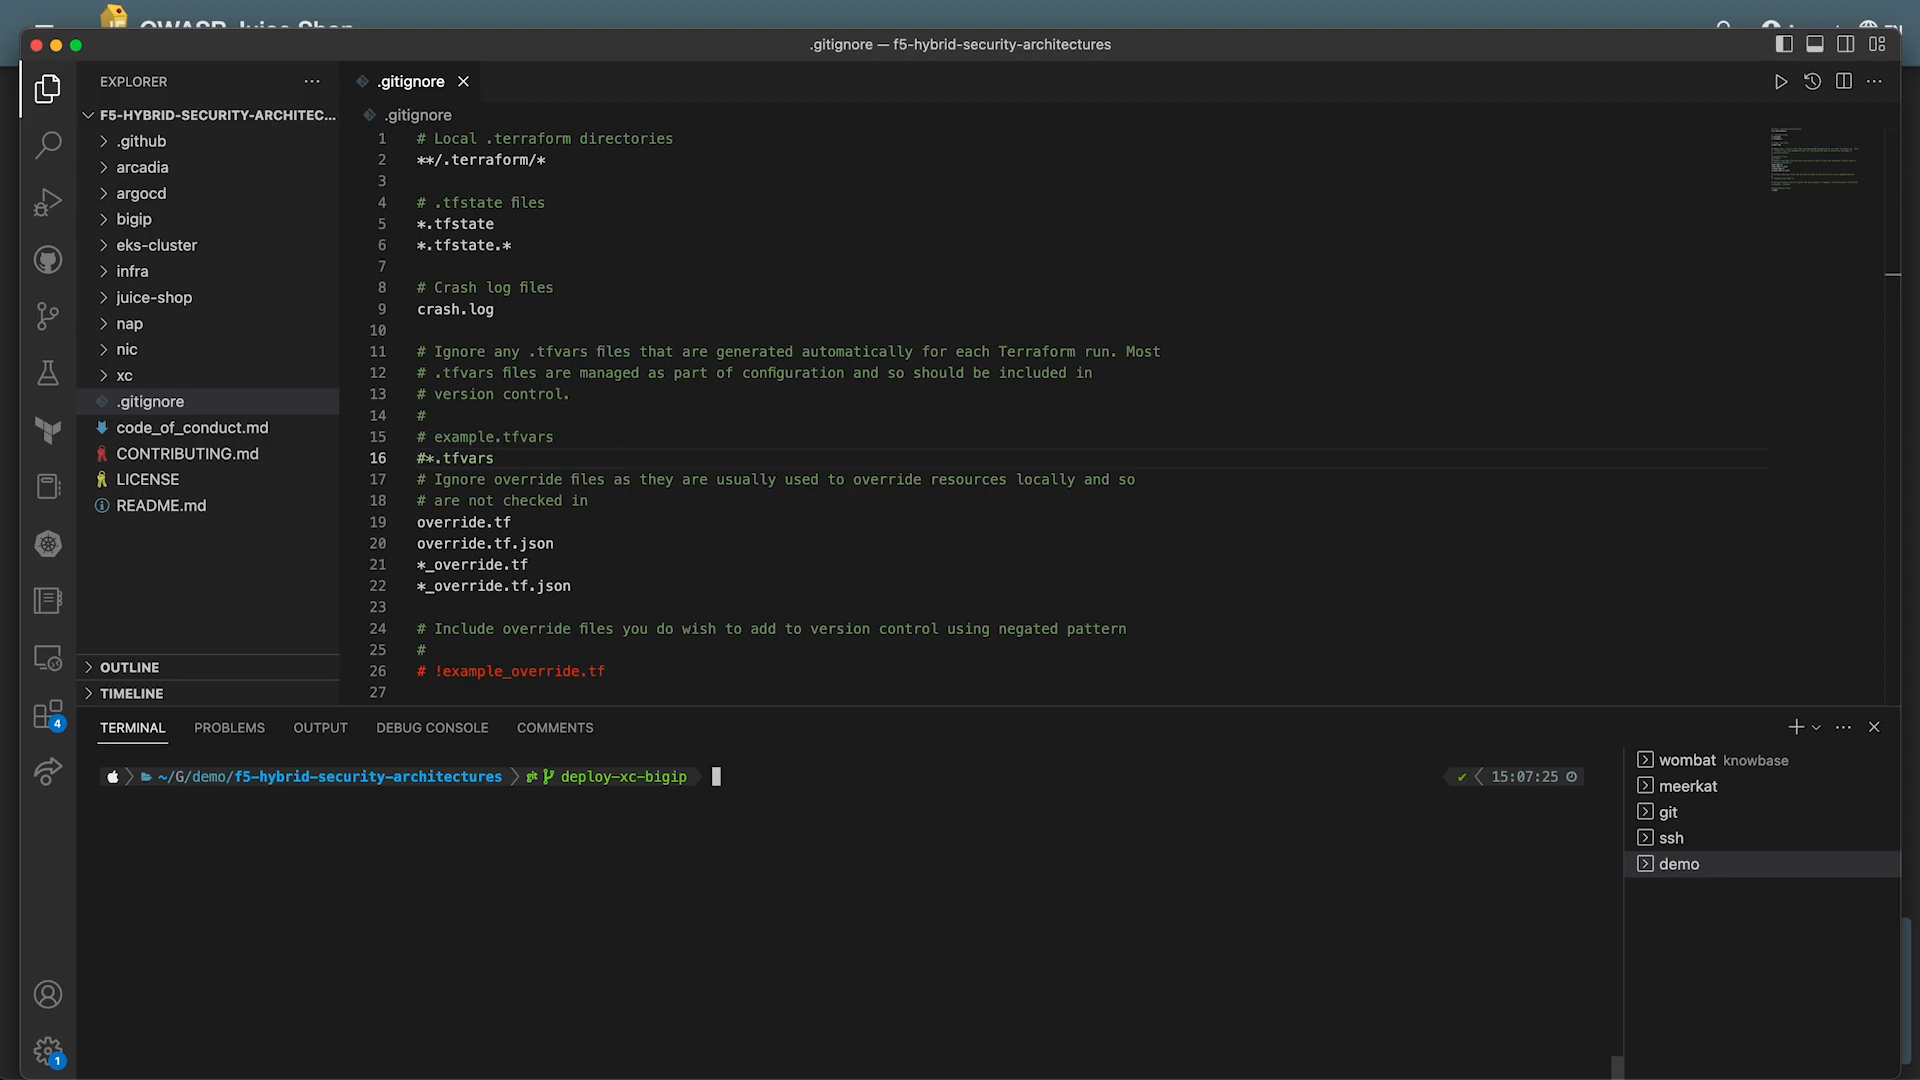 OWASP Juice Shop
EN
.gitignore — f5-hybrid-security-architectures
EXPLORER
F5-HYBRID-SECURITY-ARCHITEC...
.github
arcadia
argocd
bigip
eks-cluster
infra
juice-shop
nap
nic
xc
.gitignore
code_of_conduct.md
CONTRIBUTING.md
LICENSE
README.md
OUTLINE
TIMELINE
4
1
.gitignore
.gitignore
1 # Local .terraform directories
2 **/.terraform/*
3
4 # .tfstate files
5 *.tfstate
6 *.tfstate.*
7
8 # Crash log files
9 crash.log
10
11 # Ignore any .tfvars files that are generated automatically for each Terraform run. Most
12 # .tfvars files are managed as part of configuration and so should be included in
13 # version control.
14 #
15 # example.tfvars
16 #*.tfvars
17 # Ignore override files as they are usually used to override resources locally and so
18 # are not checked in
19 override.tf
20 override.tf.json
21 *_override.tf
22 *_override.tf.json
23
24 # Include override files you do wish to add to version control using negated pattern
25 #
26 # !example_override.tf
27
TERMINAL PROBLEMS OUTPUT DEBUG CONSOLE COMMENTS
~/G/demo/f5-hybrid-security-architectures git deploy-xc-bigip ✔ 15:07:25
wombat knowbase
meerkat
git
ssh
demo